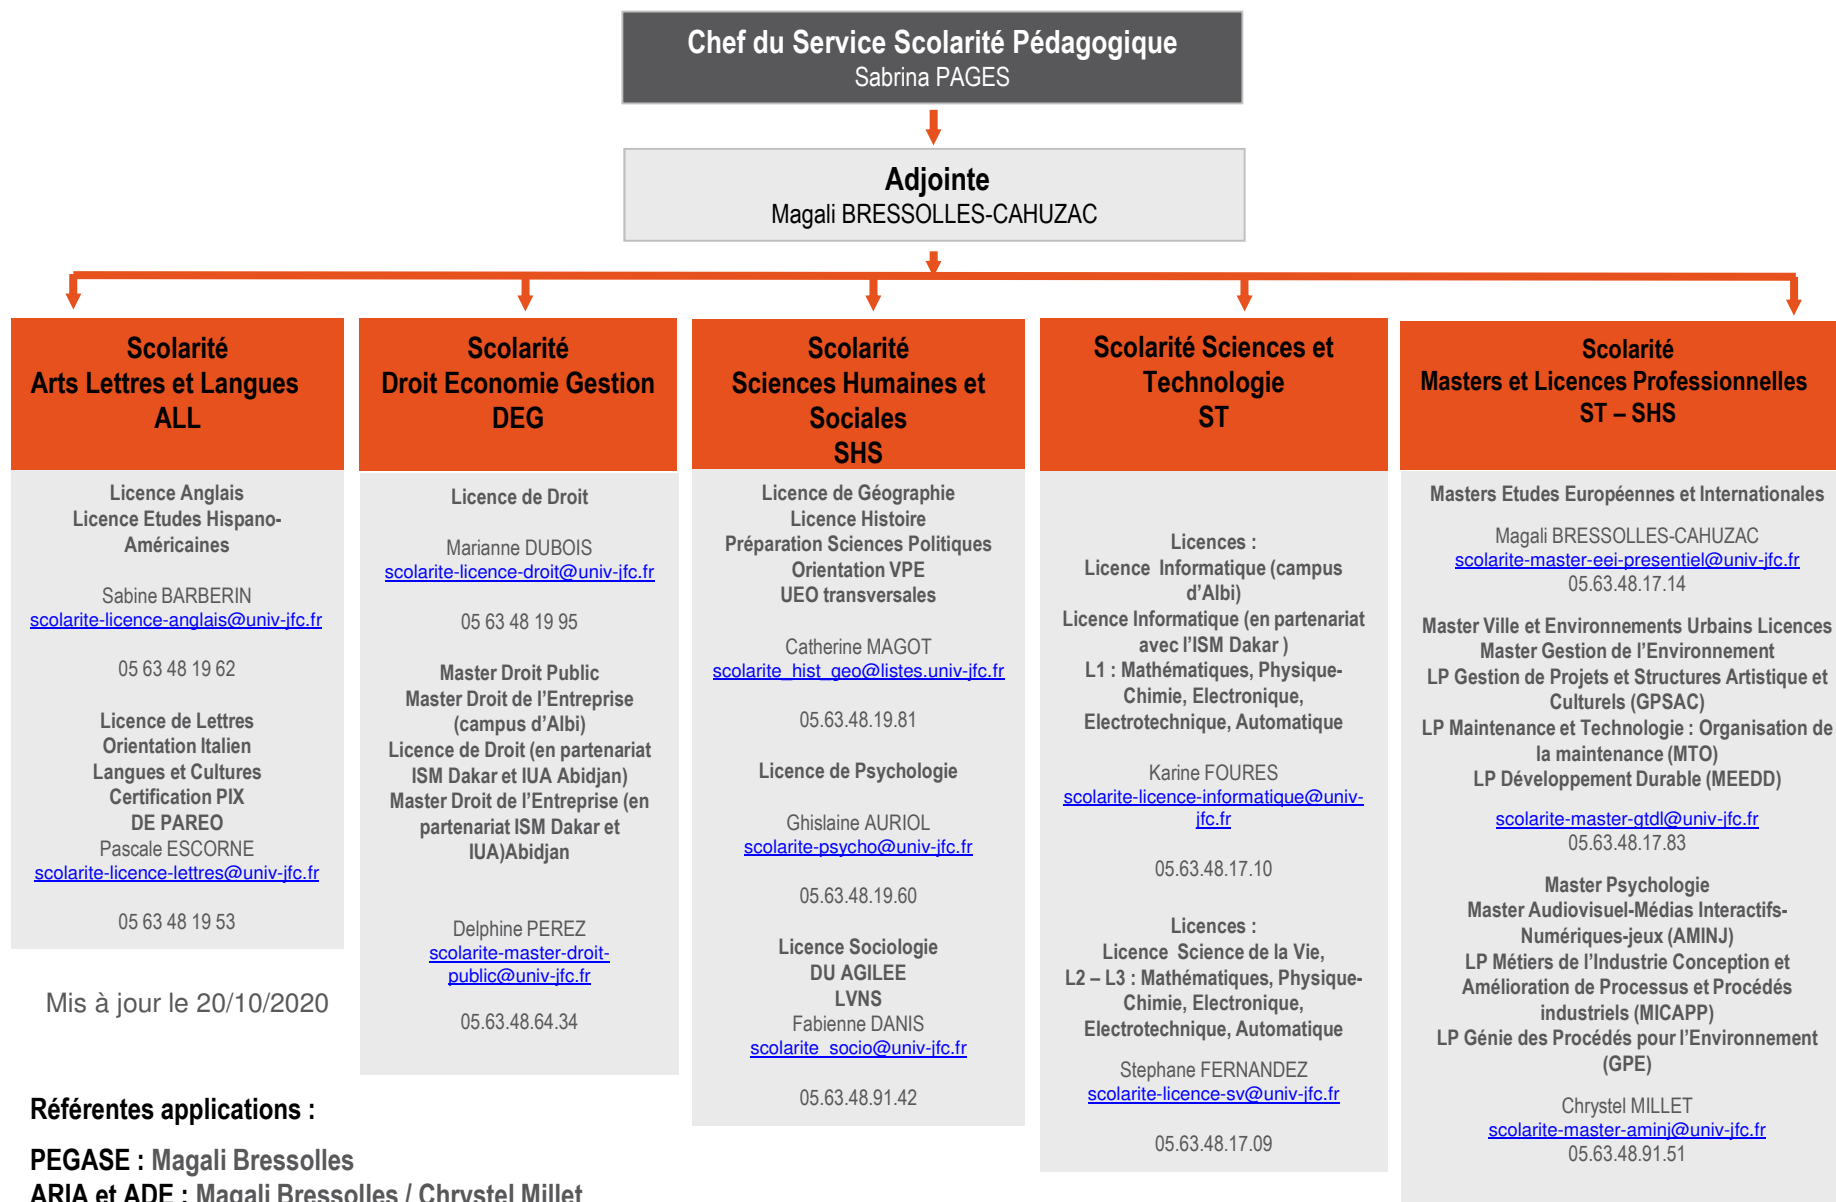 Chef du Service Scolarité Pédagogique
Sabrina PAGES
Adjointe
Magali BRESSOLLES-CAHUZAC
Scolarité
Arts Lettres et Langues
ALL
Licence Anglais
Licence Etudes Hispano-
Américaines
Sabine BARBERIN
scolarite-licence-anglais@univ-jfc.fr
05 63 48 19 62
Licence de Lettres
Orientation Italien
Langues et Cultures
Certification PIX
DE PAREO
Pascale ESCORNE
scolarite-licence-lettres@univ-jfc.fr
05 63 48 19 53
Scolarité
Droit Economie Gestion
DEG
Licence de Droit
Marianne DUBOIS
scolarite-licence-droit@univ-jfc.fr
05 63 48 19 95
Master Droit Public
Master Droit de l'Entreprise
(campus d'Albi)
Licence de Droit (en partenariat
ISM Dakar et IUA Abidjan)
Master Droit de l'Entreprise (en
partenariat ISM Dakar et
IUA)Abidjan
Delphine PEREZ
scolarite-master-droit-
public@univ-jfc.fr
05.63.48.64.34
Scolarité
Sciences Humaines et
Sociales
SHS
Licence de Géographie
Licence Histoire
Préparation Sciences Politiques
Orientation VPE
UEO transversales
Catherine MAGOT
scolarite_hist_geo@listes.univ-jfc.fr
05.63.48.19.81
Licence de Psychologie
Ghislaine AURIOL
scolarite-psycho@univ-jfc.fr
05.63.48.19.60
Licence Sociologie
DU AGILEE
LVNS
Fabienne DANIS
scolarite_socio@univ-jfc.fr
05.63.48.91.42
Scolarité Sciences et
Technologie
ST
Licences :
Licence Informatique (campus
d'Albi)
Licence Informatique (en partenariat
avec l'ISM Dakar )
L1 : Mathématiques, Physique-
Chimie, Electronique,
Electrotechnique, Automatique
Karine FOURES
scolarite-licence-informatique@univ-
jfc.fr
05.63.48.17.10
Licences :
Licence Science de la Vie,
L2 – L3 : Mathématiques, Physique-
Chimie, Electronique,
Electrotechnique, Automatique
Stephane FERNANDEZ
scolarite-licence-sv@univ-jfc.fr
05.63.48.17.09
Scolarité
Masters et Licences Professionnelles
ST – SHS
Masters Etudes Européennes et Internationales
Magali BRESSOLLES-CAHUZAC
scolarite-master-eei-presentiel@univ-jfc.fr
05.63.48.17.14
Master Ville et Environnements Urbains Licences
Master Gestion de l'Environnement
LP Gestion de Projets et Structures Artistique et
Culturels (GPSAC)
LP Maintenance et Technologie : Organisation de
la maintenance (MTO)
LP Développement Durable (MEEDD)
scolarite-master-gtdl@univ-jfc.fr
05.63.48.17.83
Master Psychologie
Master Audiovisuel-Médias Interactifs-
Numériques-jeux (AMINJ)
LP Métiers de l'Industrie Conception et
Amélioration de Processus et Procédés
industriels (MICAPP)
LP Génie des Procédés pour l'Environnement
(GPE)
Chrystel MILLET
scolarite-master-aminj@univ-jfc.fr
05.63.48.91.51
Mis à jour le 20/10/2020
Référentes applications :
PEGASE : Magali Bressolles
ARIA et ADE : Magali Bressolles / Chrystel Millet